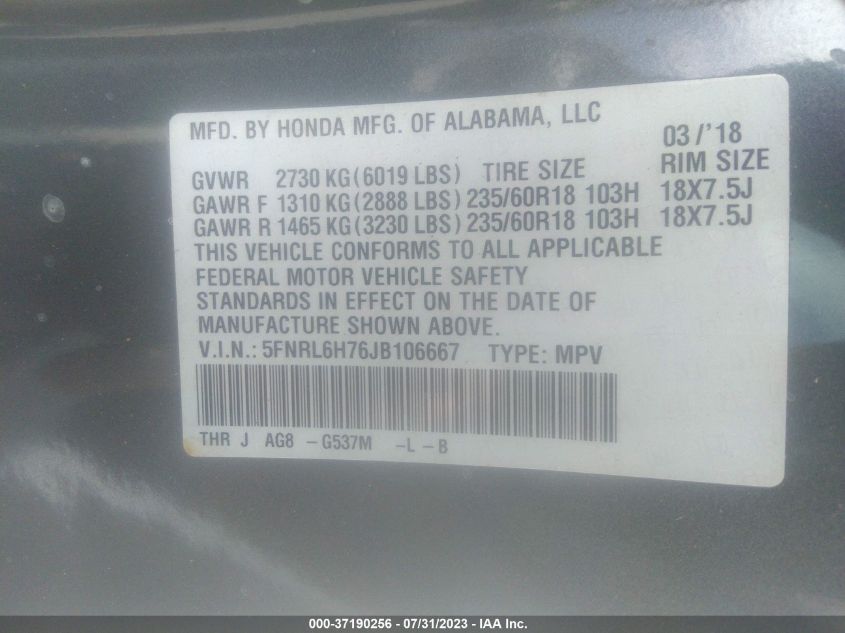 MFD. BY HONDA MFG. OF ALABAMA, LLC
03/'18
GVWR 2730 KG(6019 LBS) TIRE SIZE RIM SIZE
GAWR F 1310 KG(2888 LBS) 235/60R18 103H 18X7.5J
GAWR R 1465 KG(3230 LBS) 235/60R18 103H 18X7.5J
THIS VEHICLE CONFORMS TO ALL APPLICABLE
FEDERAL MOTOR VEHICLE SAFETY
STANDARDS IN EFFECT ON THE DATE OF
MANUFACTURE SHOWN ABOVE.
V.I.N.: 5FNRL6H76JB106667 TYPE: MPV
THR J AG8 -G537M -L -B
000-37190256 - 07/31/2023 - IAA Inc.